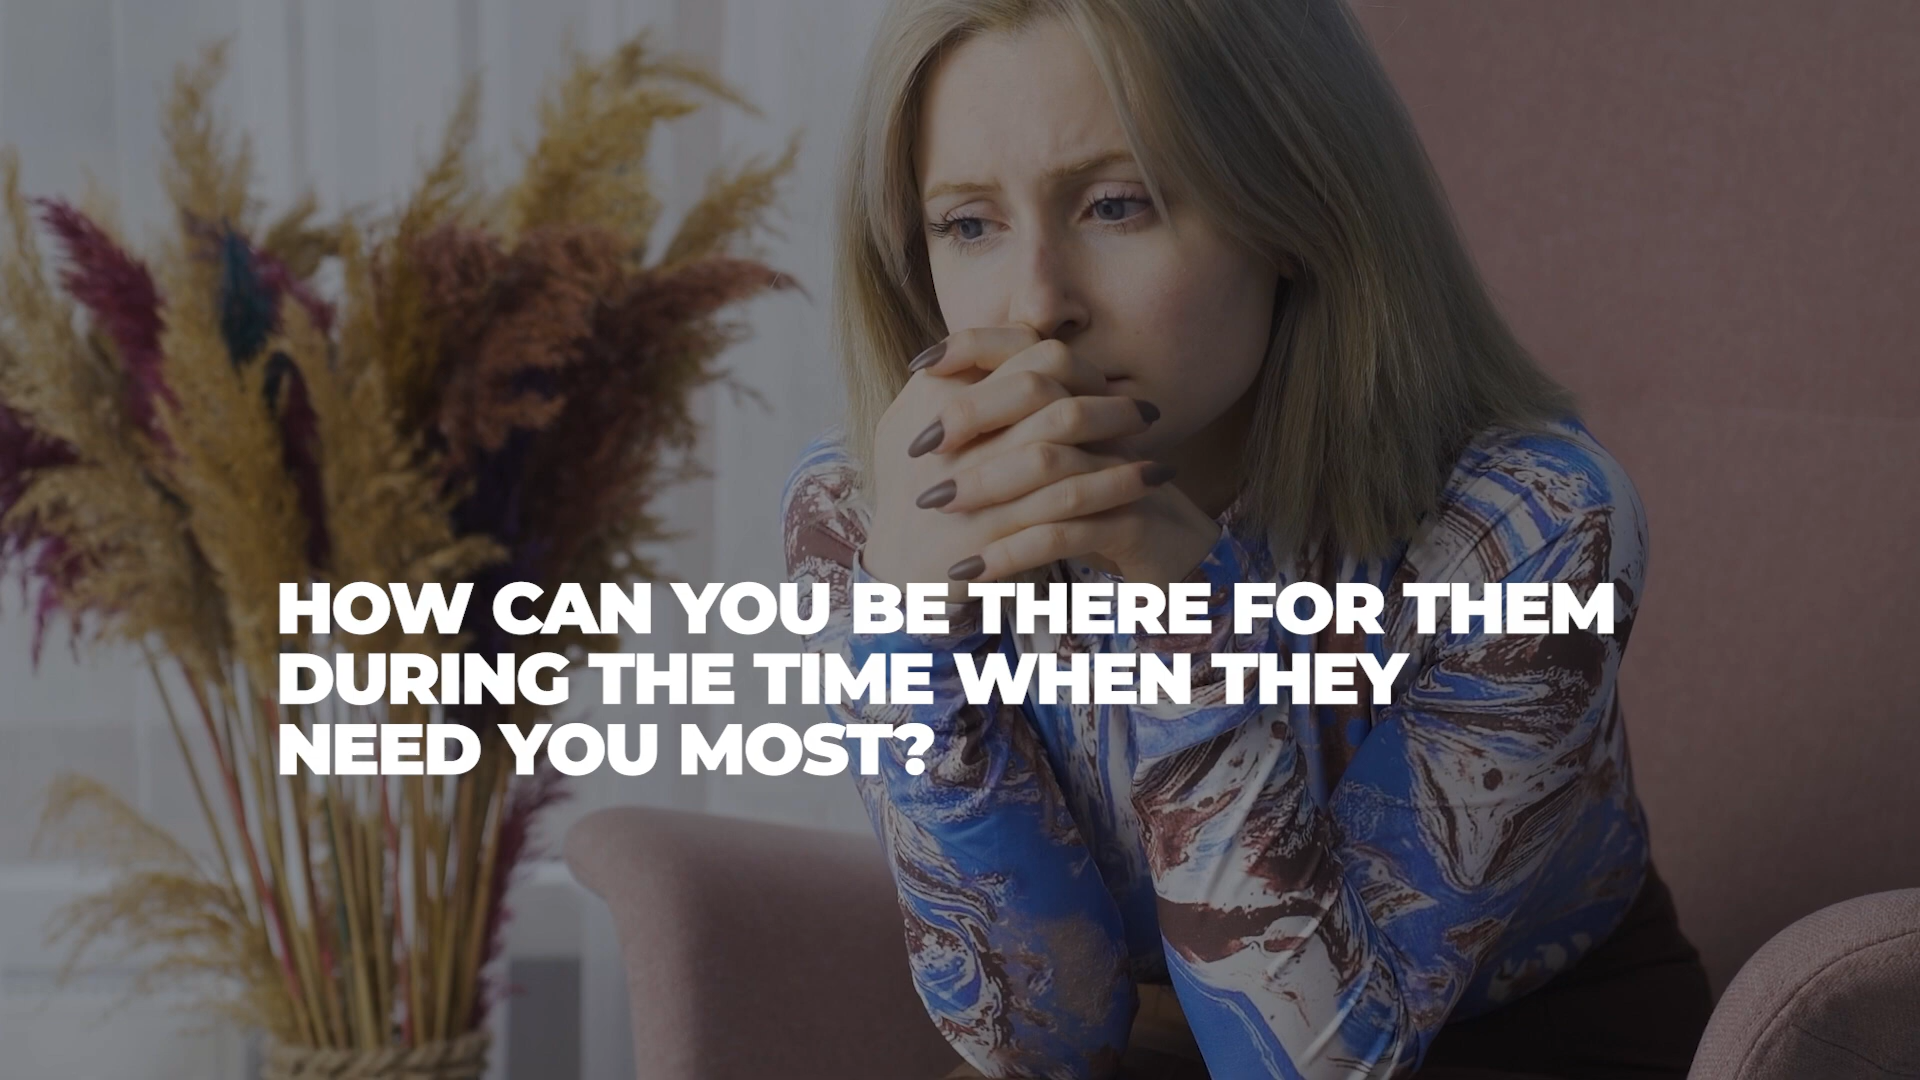 HOW CAN YOU BE THERE FOR THEM
DURING THE TIME WHEN THEY
NEED YOU MOST?